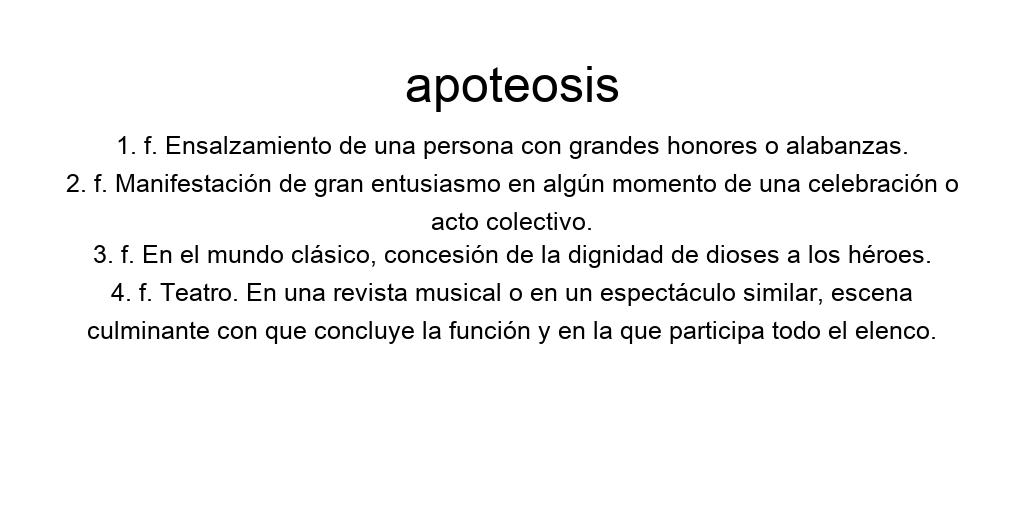 apoteosis
1. f. Ensalzamiento de una persona con grandes honores o alabanzas.
2. f. Manifestación de gran entusiasmo en algún momento de una celebración o
acto colectivo.
3. f. En el mundo clásico, concesión de la dignidad de dioses a los héroes.
4. f. Teatro. En una revista musical o en un espectáculo similar, escena
culminante con que concluye la función y en la que participa todo el elenco.